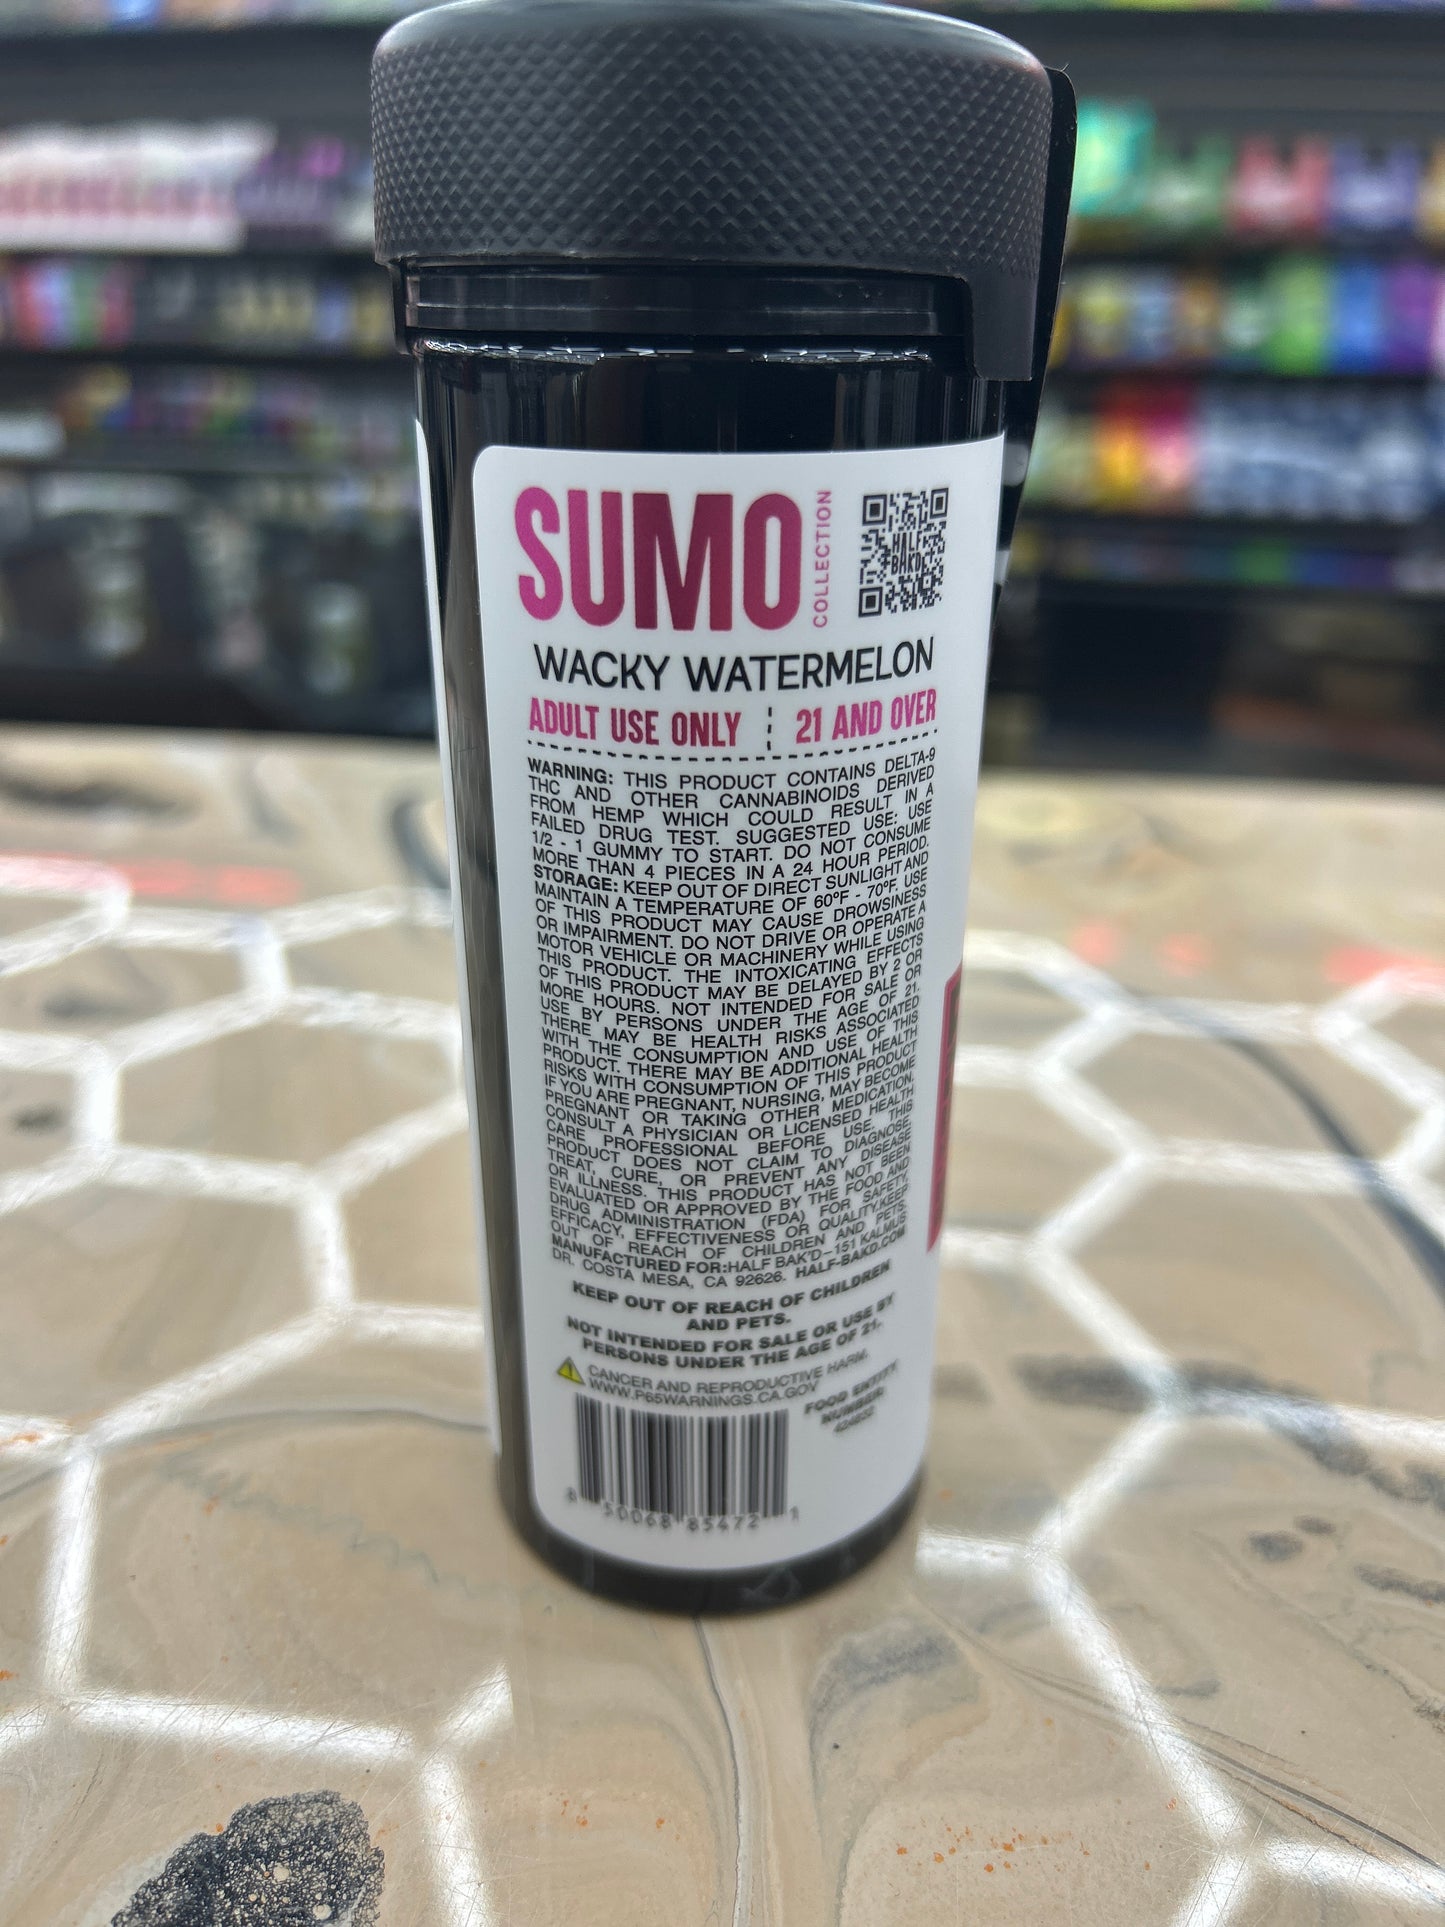 SUMO
COLLECTION
HALF
BAKD
WACKY WATERMELON
ADULT USE ONLY
21 AND OVER
WARNING: THIS PRODUCT CONTAINS DELTA-9
THC AND OTHER CANNABINOIDS DERIVED
FROM HEMP WHICH COULD RESULT IN A
FAILED DRUG TEST. SUGGESTED USE: USE
1/2 - 1 GUMMY TO START. DO NOT CONSUME
MORE THAN 4 PIECES IN A 24 HOUR PERIOD.
STORAGE: KEEP OUT OF DIRECT SUNLIGHT AND
MAINTAIN A TEMPERATURE OF 60°F - 70°F. USE
OF THIS PRODUCT MAY CAUSE DROWSINESS
OR IMPAIRMENT. DO NOT DRIVE OR OPERATE A
MOTOR VEHICLE OR MACHINERY WHILE USING
THIS PRODUCT. THE INTOXICATING EFFECTS
OF THIS PRODUCT MAY BE DELAYED BY 2 OR
MORE HOURS. NOT INTENDED FOR SALE OR
USE BY PERSONS UNDER THE AGE OF 21.
THERE MAY BE HEALTH RISKS ASSOCIATED
WITH THE CONSUMPTION AND USE OF THIS
PRODUCT. THERE MAY BE ADDITIONAL HEALTH
RISKS WITH CONSUMPTION OF THIS PRODUCT
IF YOU ARE PREGNANT, NURSING, MAY BECOME
PREGNANT OR TAKING OTHER MEDICATION.
CONSULT A PHYSICIAN OR LICENSED HEALTH
CARE PROFESSIONAL BEFORE USE. THIS
PRODUCT DOES NOT CLAIM TO DIAGNOSE,
TREAT, CURE, OR PREVENT ANY DISEASE
OR ILLNESS. THIS PRODUCT HAS NOT BEEN
EVALUATED OR APPROVED BY THE FOOD AND
DRUG ADMINISTRATION (FDA) FOR SAFETY,
EFFICACY, EFFECTIVENESS OR QUALITY.KEEP
OUT OF REACH OF CHILDREN AND PETS.
MANUFACTURED FOR:HALF BAK'D–151 KALMUS
DR. COSTA MESA, CA 92626. HALF-BAKD.COM
KEEP OUT OF REACH OF CHILDREN
AND PETS.
NOT INTENDED FOR SALE OR USE BY
PERSONS UNDER THE AGE OF 21.
CANCER AND REPRODUCTIVE HARM.
WWW.P65WARNINGS.CA.GOV
FOOD ENTITY
NUMBER
8 50068 85472 1